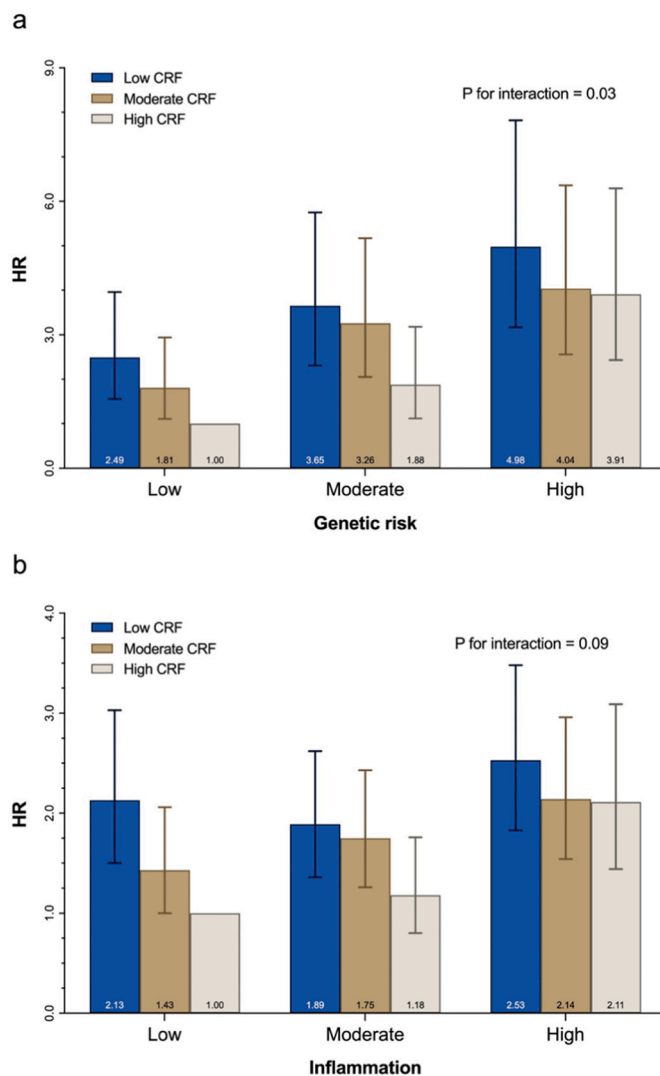 a
9.0
6.0
3.0
0.0
HR
Low CRF
Moderate CRF
High CRF
P for interaction = 0.03
2.49 1.81 1.00 3.65 3.26 1.88 4.98 4.04 3.91
Low Moderate High
Genetic risk
b
4.0
3.0
2.0
1.0
0.0
HR
Low CRF
Moderate CRF
High CRF
P for interaction = 0.09
2.13 1.43 1.00 1.89 1.75 1.18 2.53 2.14 2.11
Low Moderate High
Inflammation